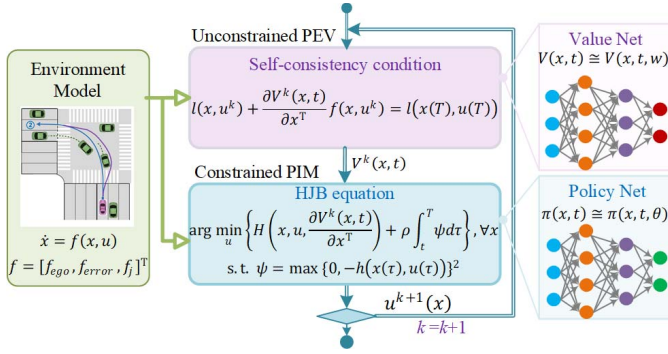 Environment
Model
ẋ = f(x, u)
f = [f_ego, f_error, f_j]ᵀ
Unconstrained PEV
Self-consistency condition
l(x, u^k) + ∂V^k(x, t)/∂x^T f(x, u^k) = l(x(T), u(T))
V^k(x, t)
Constrained PIM
HJB equation
arg min_u {H(x, u, ∂V^k(x, t)/∂x^T) + ρ∫_t^T ψdτ}, ∀x
s. t. ψ = max {0, −h(x(τ), u(τ)}²
u^{k+1}(x)
k=k+1
Value Net
V(x, t) ≅ V(x, t, w)
Policy Net
π(x, t) ≅ π(x, t, θ)